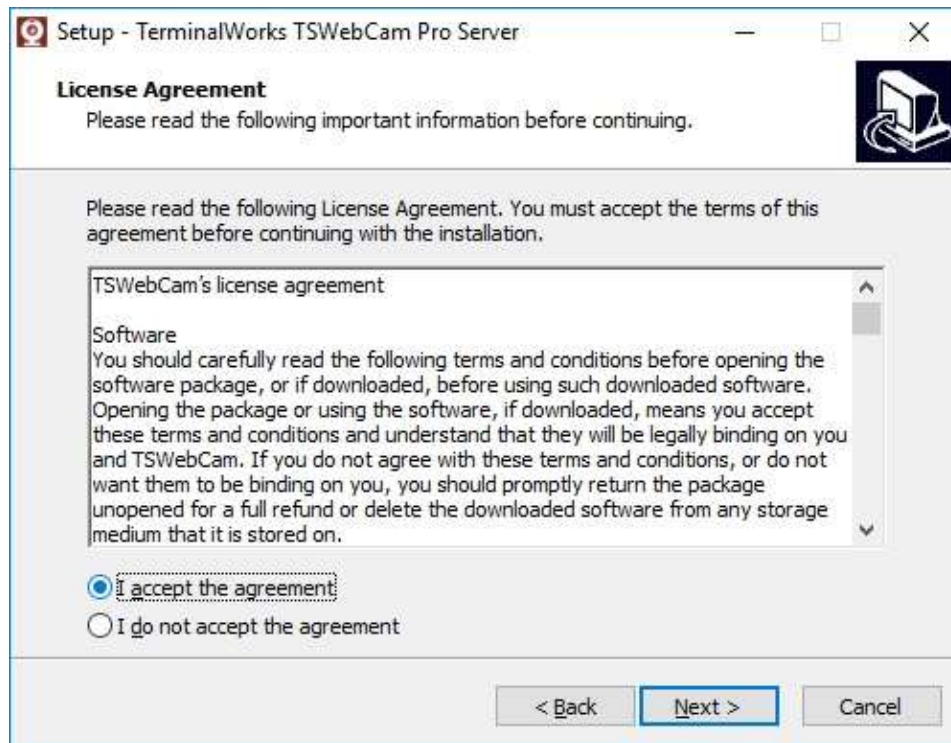 Setup - TerminalWorks TSWebCam Pro Server
License Agreement
Please read the following important information before continuing.
Please read the following License Agreement. You must accept the terms of this
agreement before continuing with the installation.
TSWebCam's license agreement
Software
You should carefully read the following terms and conditions before opening the
software package, or if downloaded, before using such downloaded software.
Opening the package or using the software, if downloaded, means you accept
these terms and conditions and understand that they will be legally binding on you
and TSWebCam. If you do not agree with these terms and conditions, or do not
want them to be binding on you, you should promptly return the package
unopened for a full refund or delete the downloaded software from any storage
medium that it is stored on.
I accept the agreement
I do not accept the agreement
< Back Next > Cancel